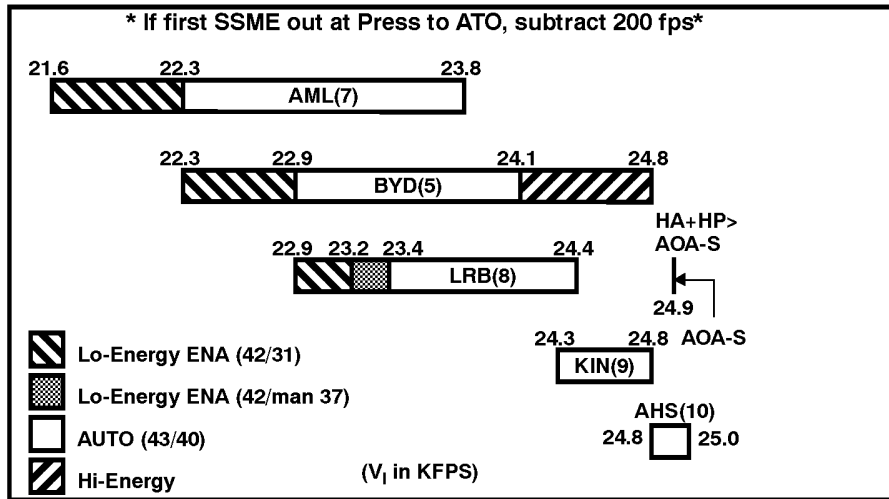 * If first SSME out at Press to ATO, subtract 200 fps*
21.6 22.3 23.8
AML(7)
22.3 22.9 24.1 24.8
BYD(5)
HA+HP>
AOA-S
22.9 23.2 23.4 24.4
LRB(8)
24.9
AOA-S
24.3 24.8
KIN(9)
AHS(10)
24.8 25.0
Lo-Energy ENA (42/31)
Lo-Energy ENA (42/man 37)
AUTO (43/40)
Hi-Energy
(VI in KFPS)